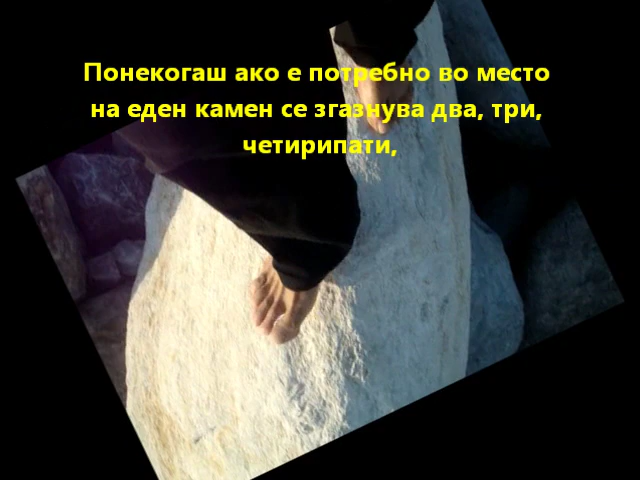 Понекогаш ако е потребно во место
на еден камен се згазнува два, три,
четирипати,